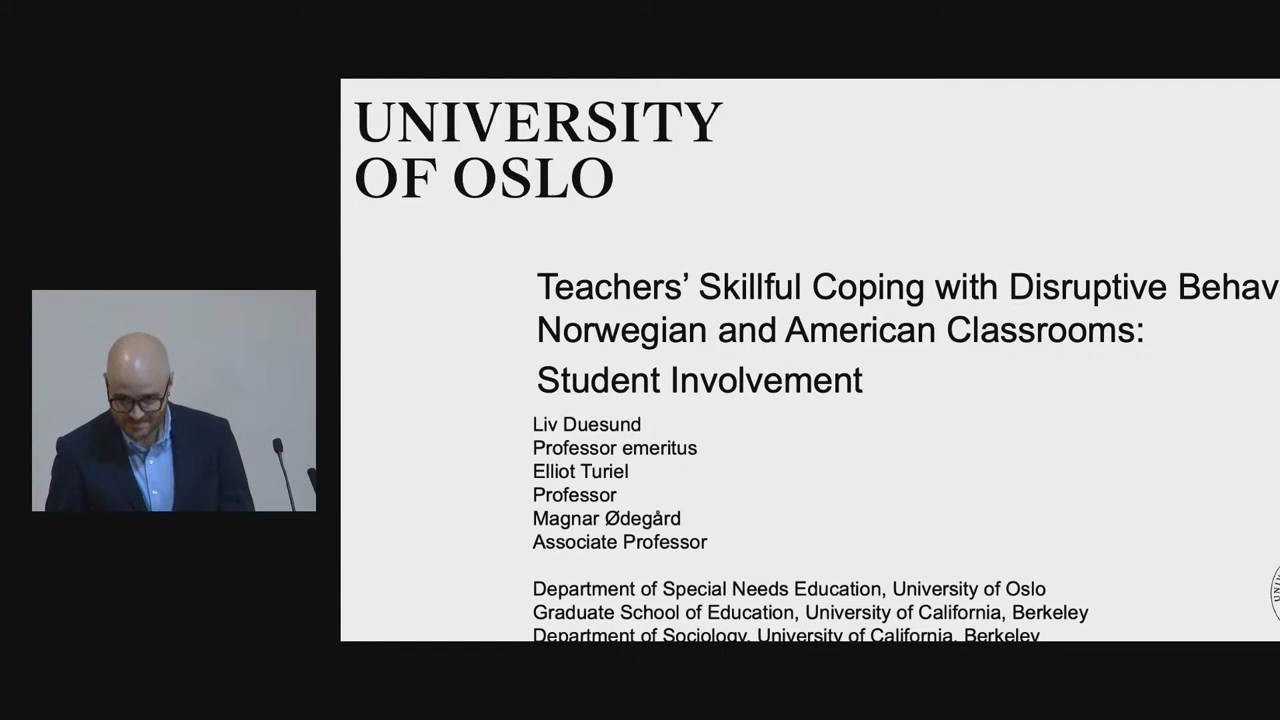 UNIVERSITY
OF OSLO
Teachers’ Skillful Coping with Disruptive Behav
Norwegian and American Classrooms:
Student Involvement
Liv Duesund
Professor emeritus
Elliot Turiel
Professor
Magnar Ødegård
Associate Professor
Department of Special Needs Education, University of Oslo
Graduate School of Education, University of California, Berkeley
Department of Sociology, University of California, Berkeley